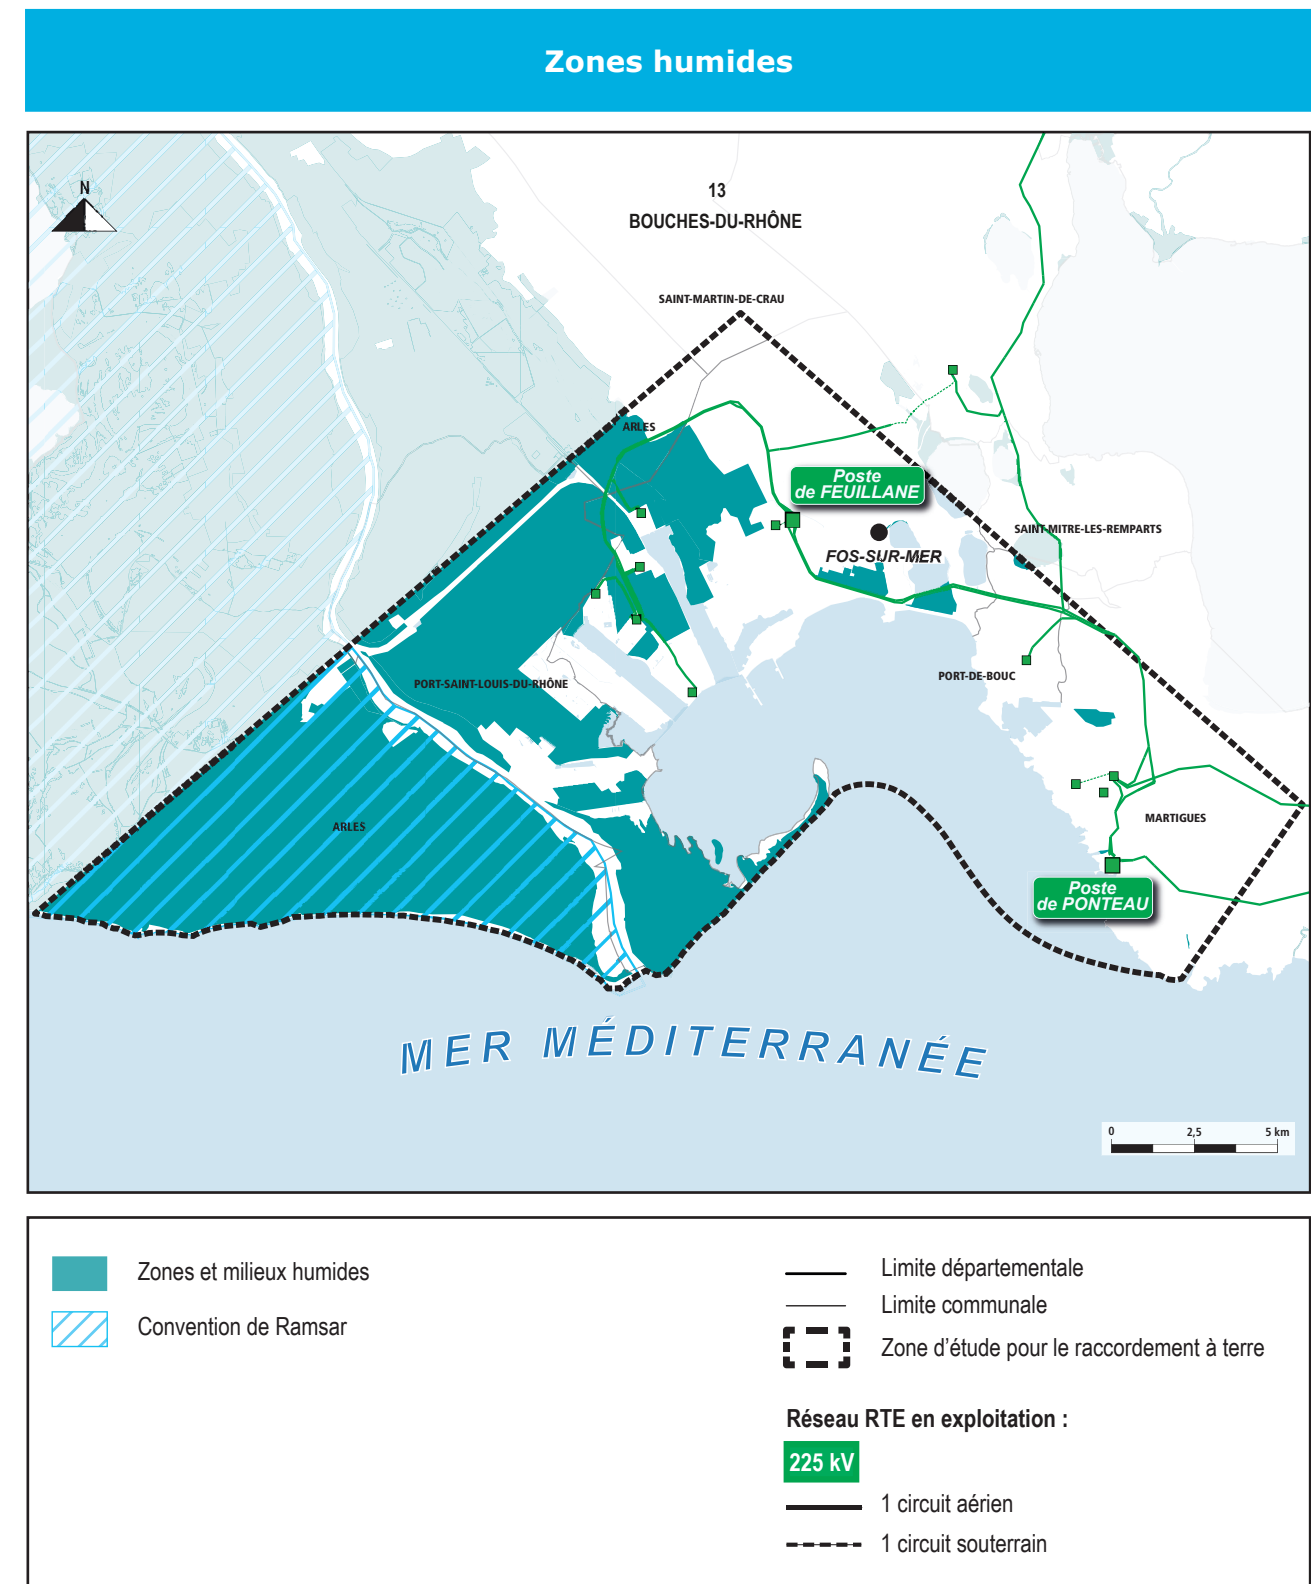 Zones humides
N
13
BOUCHES-DU-RHÔNE
SAINT-MARTIN-DE-CRAU
ARLES
Poste
de FEUILLANE
FOS-SUR-MER
SAINT-MITRE-LES-REMPARTS
PORT-SAINT-LOUIS-DU-RHÔNE
PORT-DE-BOUC
ARLES
MARTIGUES
Poste
de PONTEAU
MER MÉDITERRANÉE
0 2,5 5 km
Zones et milieux humides
Convention de Ramsar
Limite départementale
Limite communale
Zone d'étude pour le raccordement à terre
Réseau RTE en exploitation :
225 kV
1 circuit aérien
1 circuit souterrain